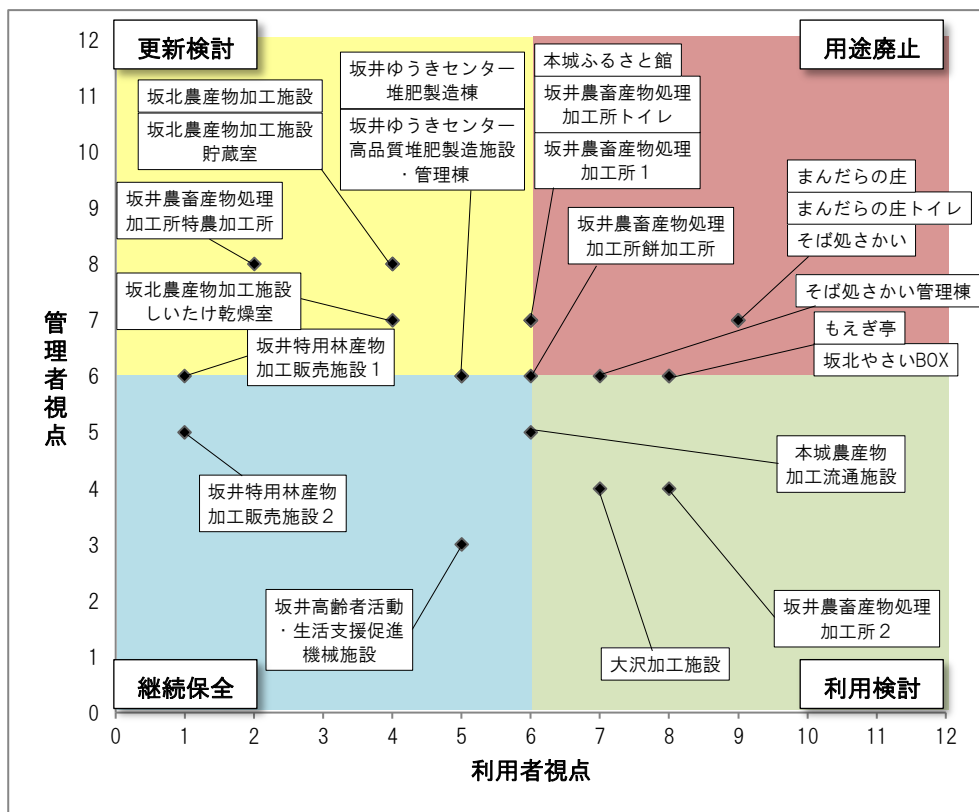 更新検討
用途廃止
坂井ゆうきセンター
堆肥製造棟
坂井ゆうきセンター
高品質堆肥製造施設
・管理棟
坂北農産物加工施設
坂北農産物加工施設
貯蔵室
坂井農畜産物処理
加工所特農加工所
坂北農産物加工施設
しいたけ乾燥室
坂井特用林産物
加工販売施設１
本城ふるさと館
坂井農畜産物処理
加工所トイレ
坂井農畜産物処理
加工所１
坂井農畜産物処理
加工所餅加工所
まんだらの庄
まんだらの庄トイレ
そば処さかい
そば処さかい管理棟
もえぎ亭
坂北やさいBOX
坂井特用林産物
加工販売施設２
坂井高齢者活動
・生活支援促進
機械施設
本城農産物
加工流通施設
坂井農畜産物処理
加工所２
大沢加工施設
継続保全
利用検討
管理者視点
12
11
10
9
8
7
6
5
4
3
2
1
0
0 1 2 3 4 5 6 7 8 9 10 11 12
利用者視点